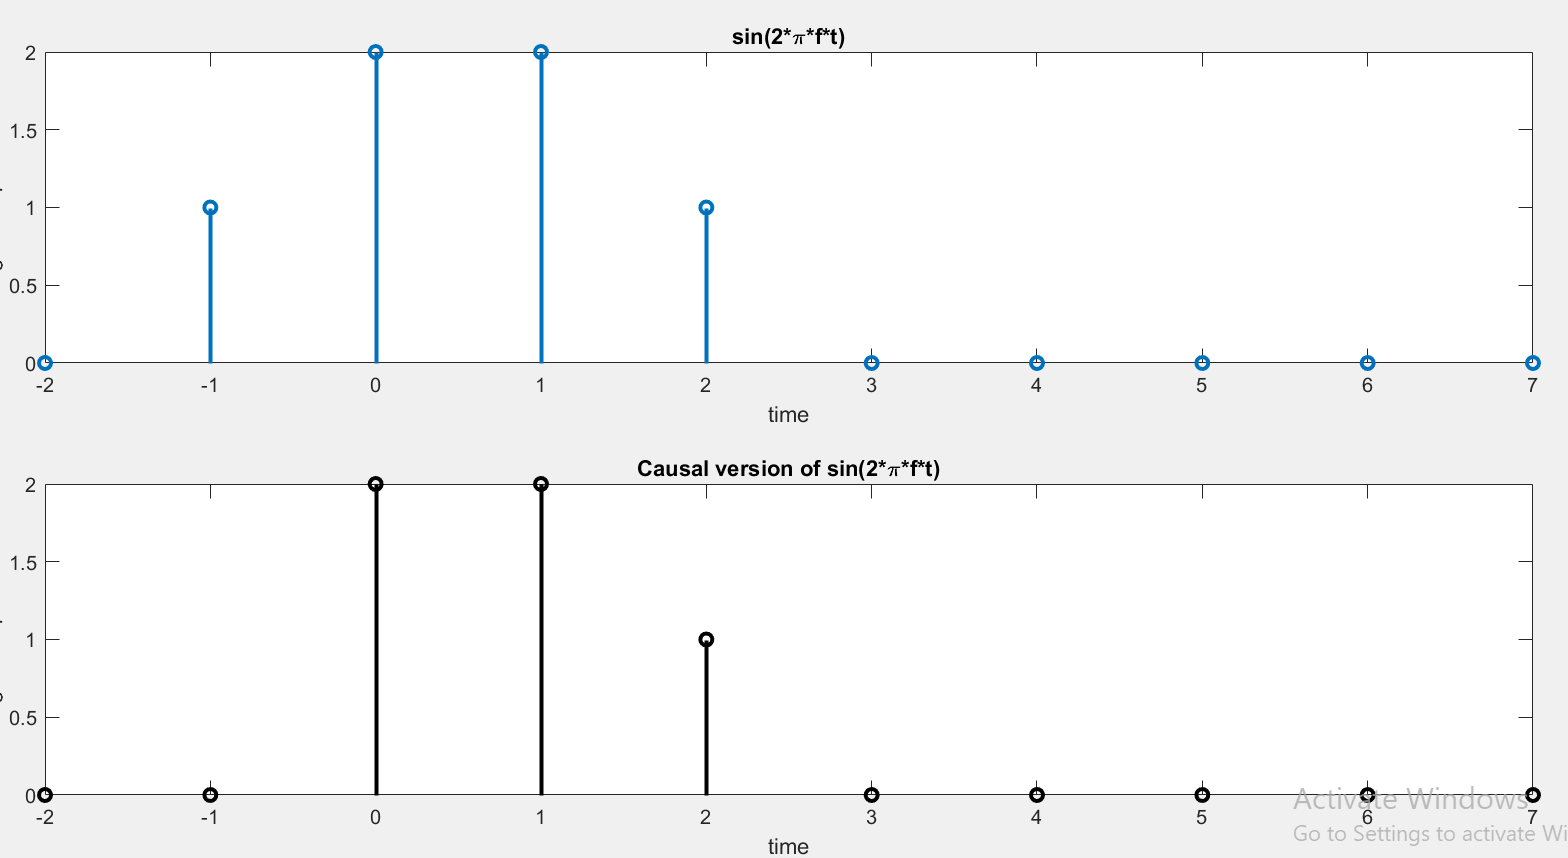 sin(2*π*f*t)
2
1.5
1
0.5
0
-2 -1 0 1 2 3 4 5 6 7
time
Causal version of sin(2*π*f*t)
2
1.5
1
0.5
0
-2 -1 0 1 2 3 4 5 6 7
time
Activate Windows
Go to Settings to activate Wi